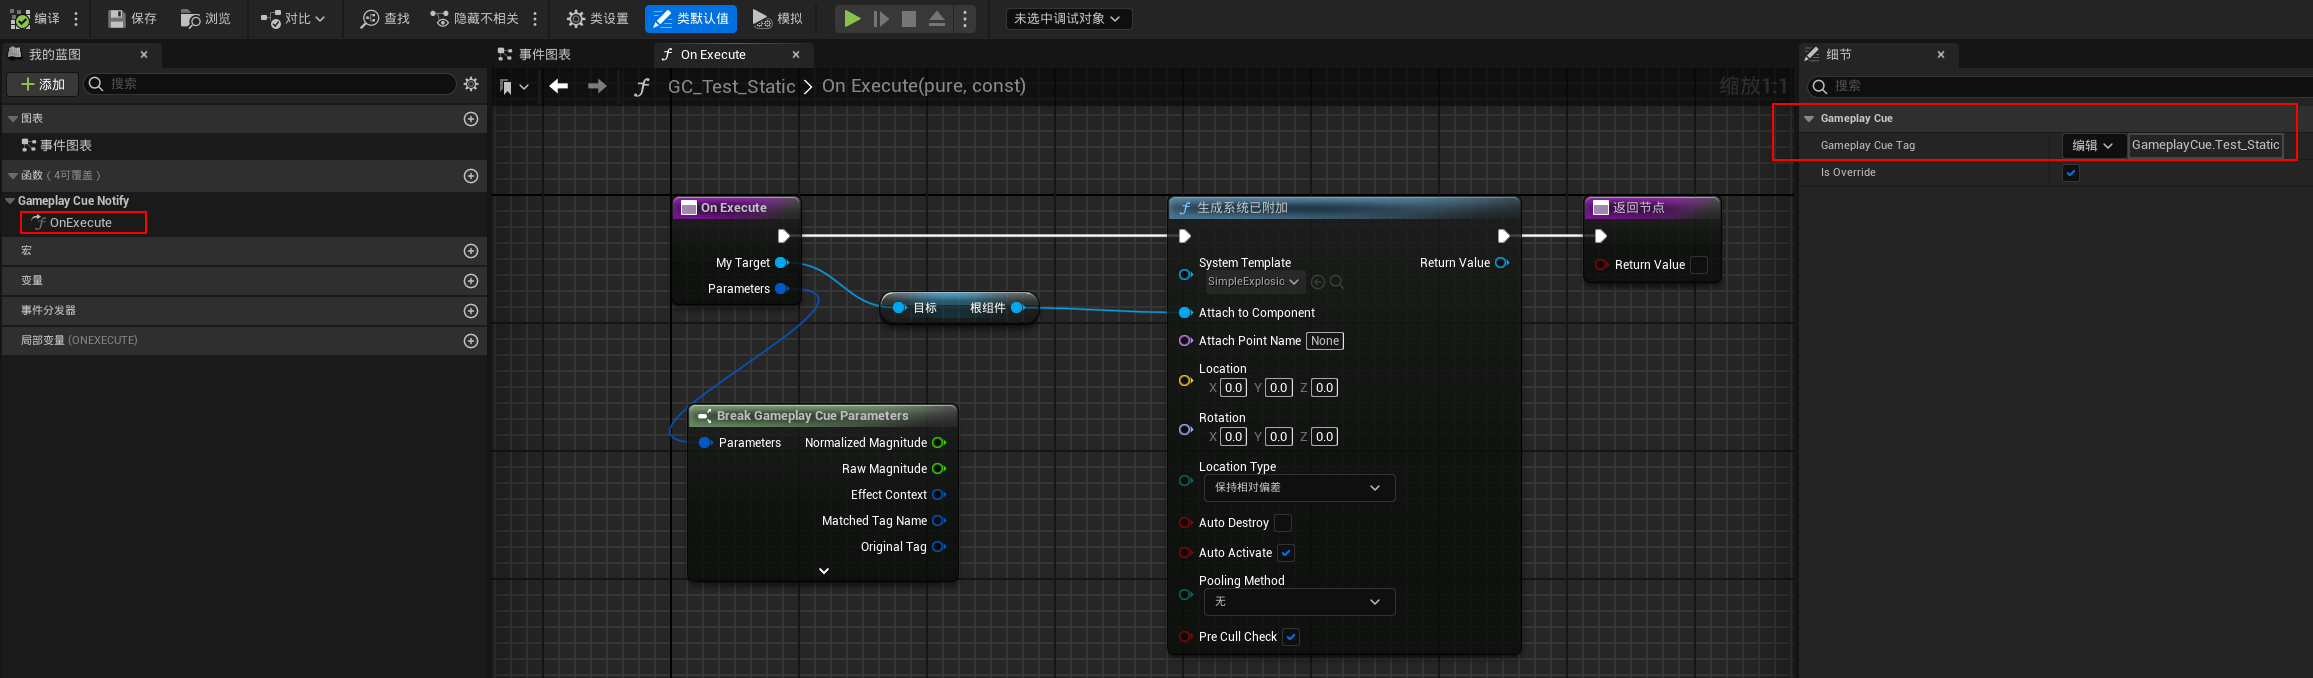 编译
保存
浏览
对比
查找
隐藏不相关
类设置
类默认值
模拟
未选中调试对象
我的蓝图
添加
搜索
图表
事件图表
函数（4可覆盖）
Gameplay Cue Notify
OnExecute
宏
变量
事件分发器
局部变量 (ONEXECUTE)
事件图表
On Execute
GC_Test_Static > On Execute(pure, const)
缩放1:1
On Execute
My Target
Parameters
目标 根组件
Break Gameplay Cue Parameters
Parameters Normalized Magnitude
Raw Magnitude
Effect Context
Matched Tag Name
Original Tag
生成系统已附加
System Template
SimpleExplosic
Return Value
Attach to Component
Attach Point Name None
Location
X 0.0 Y 0.0 Z 0.0
Rotation
X 0.0 Y 0.0 Z 0.0
Location Type
保持相对偏差
Auto Destroy
Auto Activate
Pooling Method
无
Pre Cull Check
返回节点
Return Value
细节
搜索
Gameplay Cue
Gameplay Cue Tag 编辑 GameplayCue.Test_Static
Is Override